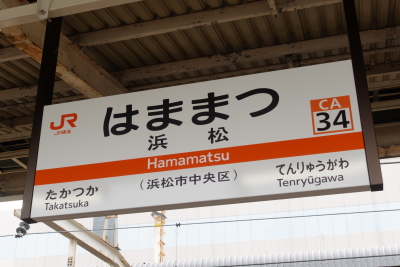 JR
JR東海
はままつ
浜松
CA
34
Hamamatsu
(浜松市中央区)
たかつか
Takatsuka
てんりゅうがわ
Tenryūgawa